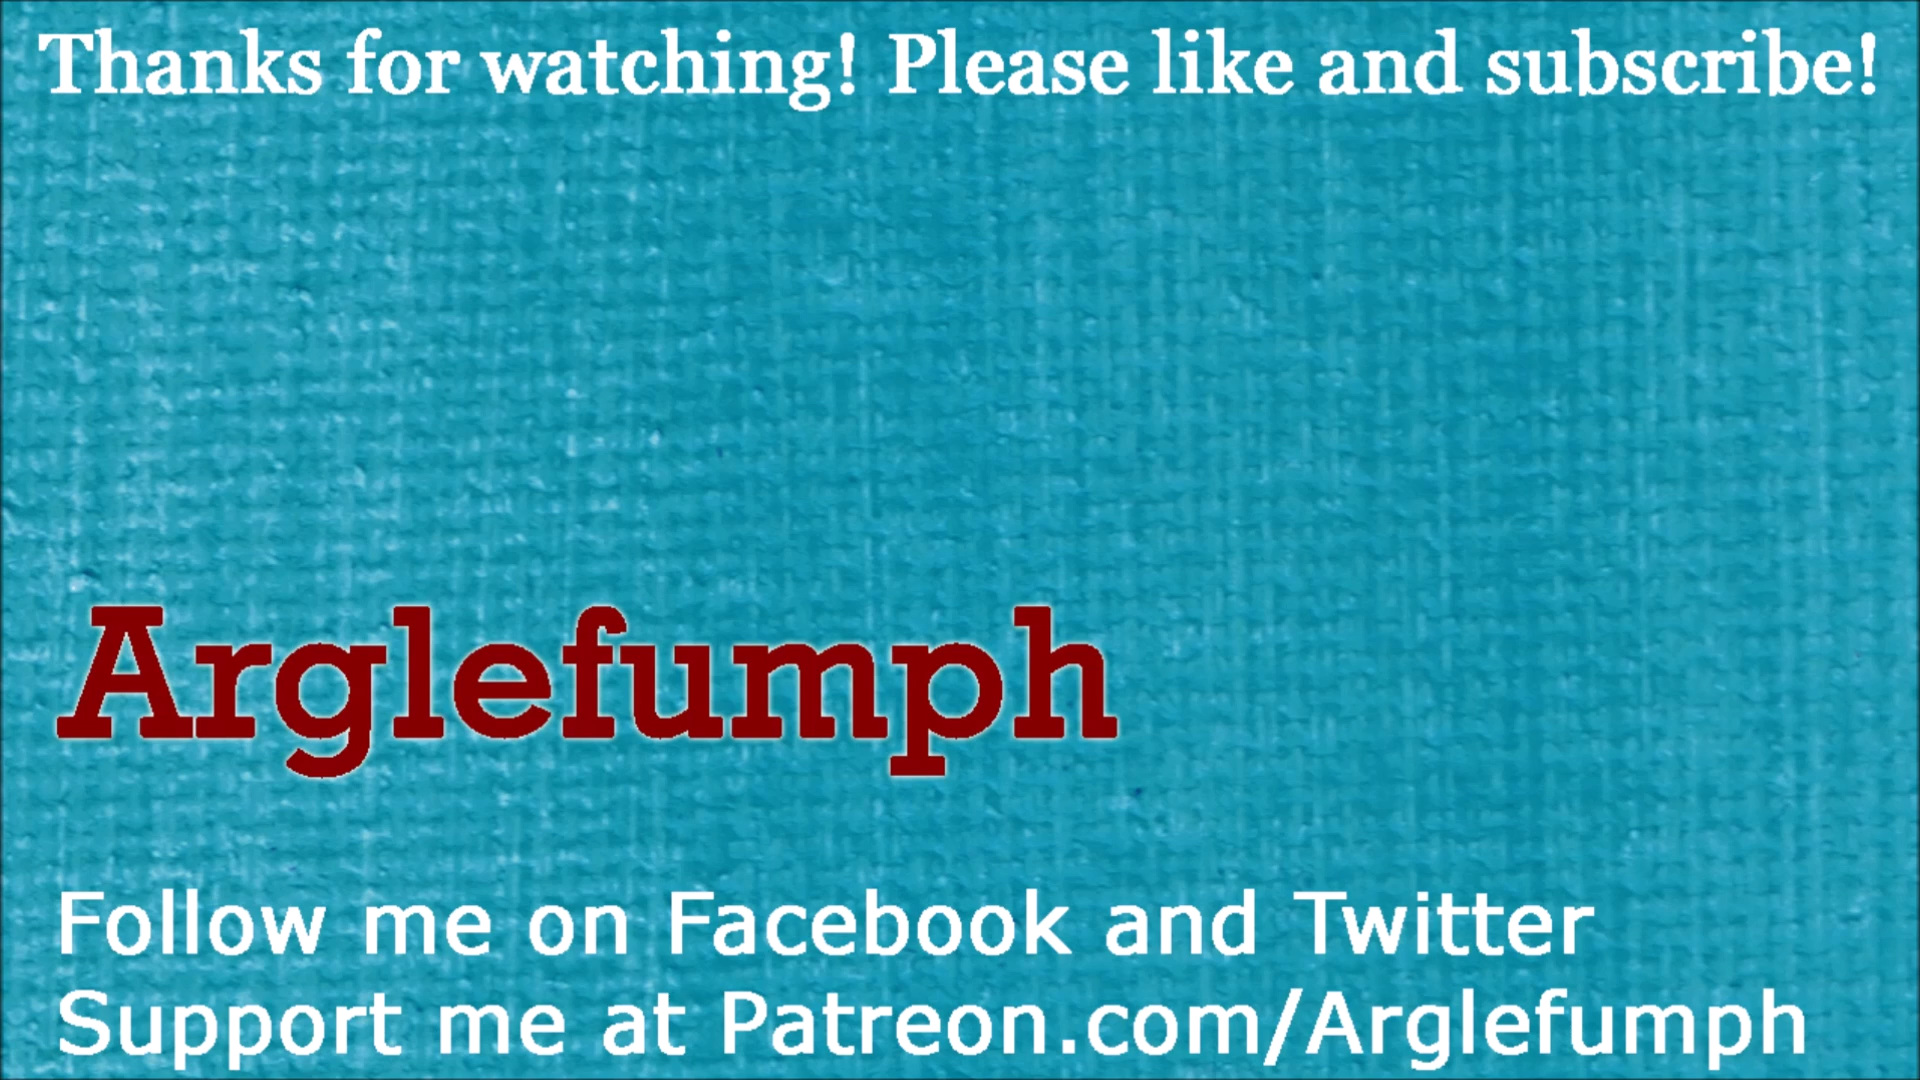 Thanks for watching! Please like and subscribe!
Arglefumph
Follow me on Facebook and Twitter
Support me at Patreon.com/Arglefumph